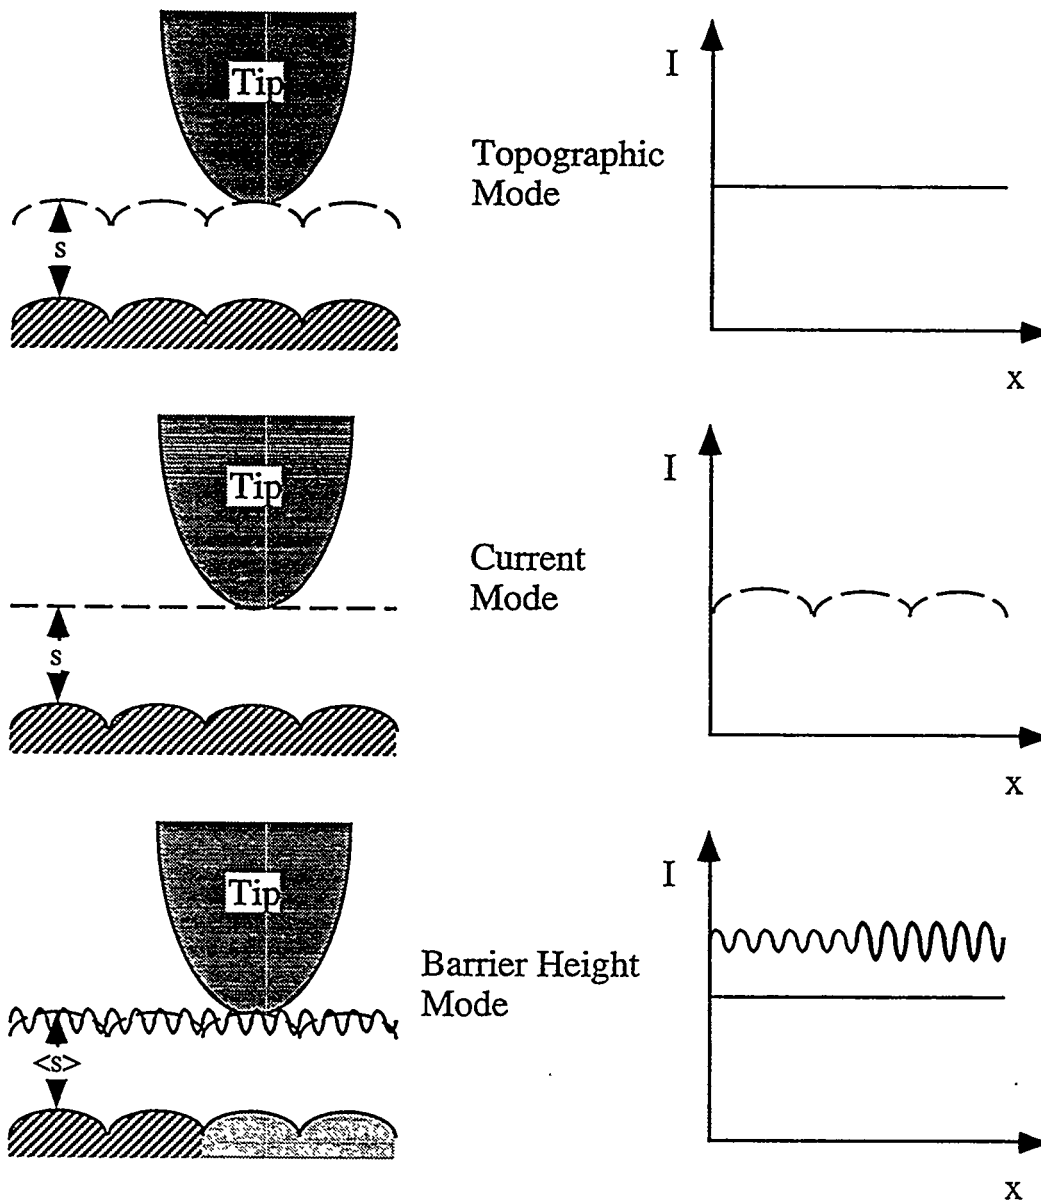 Tip
Topographic
Mode
I
s
x
Tip
Current
Mode
I
s
x
Tip
Barrier Height
Mode
I
<s>
x